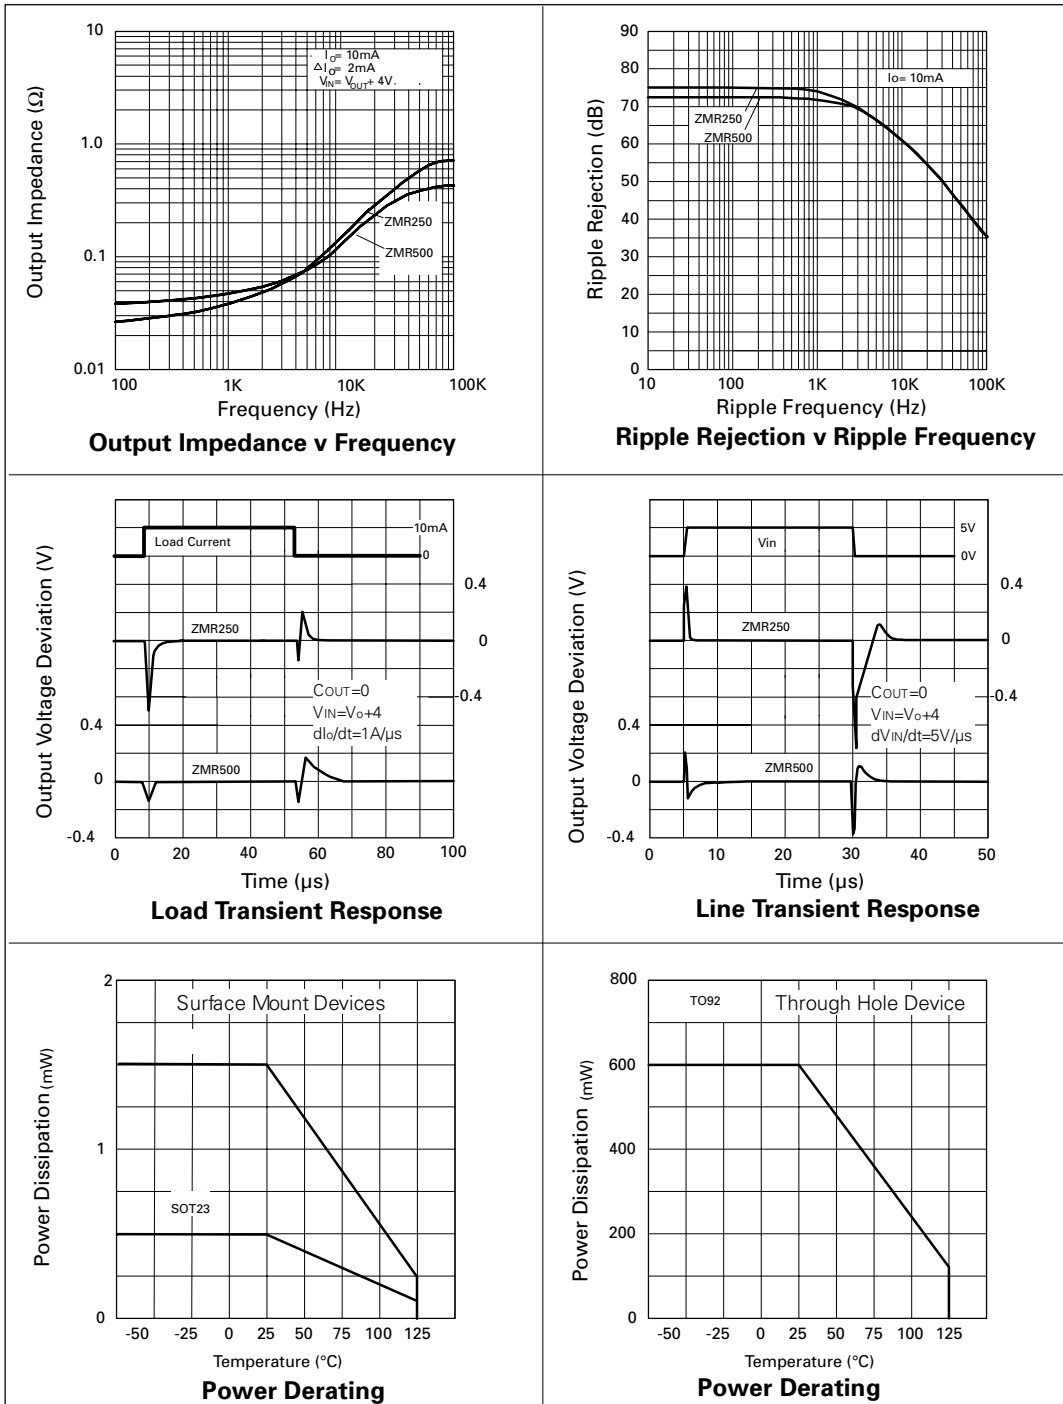 10
1.0
0.1
0.01
Output Impedance (Ω)
IO= 10mA
△IO= 2mA
VIN= VOUT+ 4V.
ZMR250
ZMR500
100 1K 10K 100K
Frequency (Hz)
Output Impedance v Frequency
90
80
70
60
50
40
30
20
10
0
Ripple Rejection (dB)
Io= 10mA
ZMR250
ZMR500
10 100 1K 10K 100K
Ripple Frequency (Hz)
Ripple Rejection v Ripple Frequency
Output Voltage Deviation (V)
Load Current
10mA
0
0.4
ZMR250
0
-0.4
COUT=0
VIN=Vo+4
dIo/dt=1A/µs
0.4
ZMR500
0
-0.4
0 20 40 60 80 100
Time (µs)
Load Transient Response
Output Voltage Deviation (V)
Vin
5V
0V
0.4
ZMR250
0
-0.4
COUT=0
VIN=Vo+4
dVIN/dt=5V/µs
0.4
ZMR500
0
-0.4
0 10 20 30 40 50
Time (µs)
Line Transient Response
2
1
0
Power Dissipation (mW)
Surface Mount Devices
SOT23
-50 -25 0 25 50 75 100 125
Temperature (°C)
Power Derating
800
600
400
200
0
Power Dissipation (mW)
TO92 Through Hole Device
-50 -25 0 25 50 75 100 125
Temperature (°C)
Power Derating